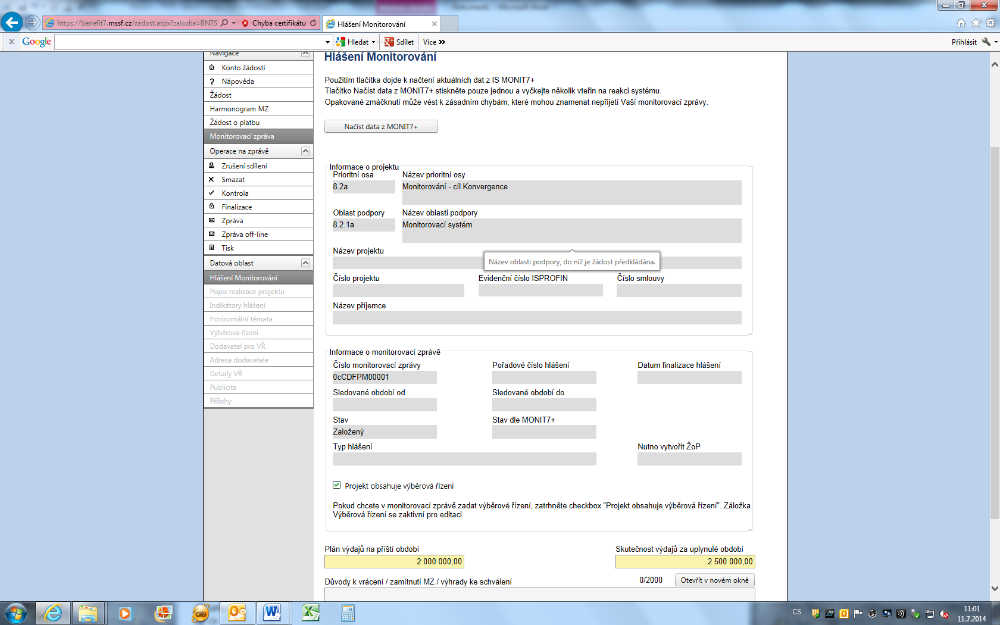 https://benefit7.mssf.cz/zadost.aspx?zalozka=BN7S
Chyba certifikátu
Hlášení Monitorování
Google
Hledat
Sdílet
Více
Přihlásit
Navigace
Konto žádostí
Nápověda
Žádost
Harmonogram MZ
Žádost o platbu
Monitorovací zpráva
Operace na zprávě
Zrušení sdílení
Smazat
Kontrola
Finalizace
Zpráva
Zpráva off-line
Tisk
Datová oblast
Hlášení Monitorování
Popis realizace projektu
Indikátory hlášení
Horizontální témata
Výběrová řízení
Dodavatel pro VŘ
Adresa dodavatele
Detaily VŘ
Publicita
Přílohy
Hlášení Monitorování
Použitím tlačítka dojde k načtení aktuálních dat z IS MONIT7+
Tlačítko Načíst data z MONIT7+ stiskněte pouze jednou a vyčkejte několik vteřin na reakci systému.
Opakované zmáčknutí může vést k zásadním chybám, které mohou znamenat nepřijetí Vaší monitorovací zprávy.
Načíst data z MONIT7+
Informace o projektu
Prioritní osa
Název prioritní osy
8.2a
Monitorování - cíl Konvergence
Oblast podpory
Název oblasti podpory
8.2.1a
Monitorovací systém
Název projektu
Název oblasti podpory, do níž je žádost předkládána.
Číslo projektu
Evidenční číslo ISPROFIN
Číslo smlouvy
Název příjemce
Informace o monitorovací zprávě
Číslo monitorovací zprávy
Pořadové číslo hlášení
Datum finalizace hlášení
0cCDFPM00001
Sledované období od
Sledované období do
Stav
Stav dle MONIT7+
Založený
Typ hlášení
Nutno vytvořit ŽoP
Projekt obsahuje výběrová řízení
Pokud chcete v monitorovací zprávě zadat výběrové řízení, zatrhněte checkbox "Projekt obsahuje výběrová řízení". Záložka
Výběrová řízení se zaktivní pro editaci.
Plán výdajů na příští období
Skutečnost výdajů za uplynulé období
2 000 000,00
2 500 000,00
Důvody k vrácení / zamítnutí MZ / výhrady ke schválení
0/2000
Otevřít v novém okně
CS
11:01
11.7.2014